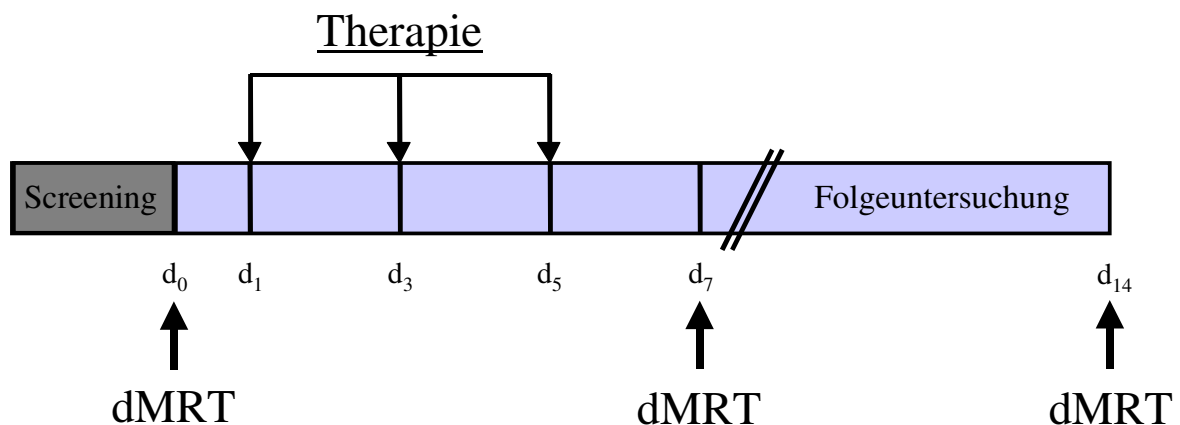 Therapie
Screening Folgeuntersuchung
d₀ d₁ d₃ d₅ d₇ d₁₄
dMRT dMRT dMRT